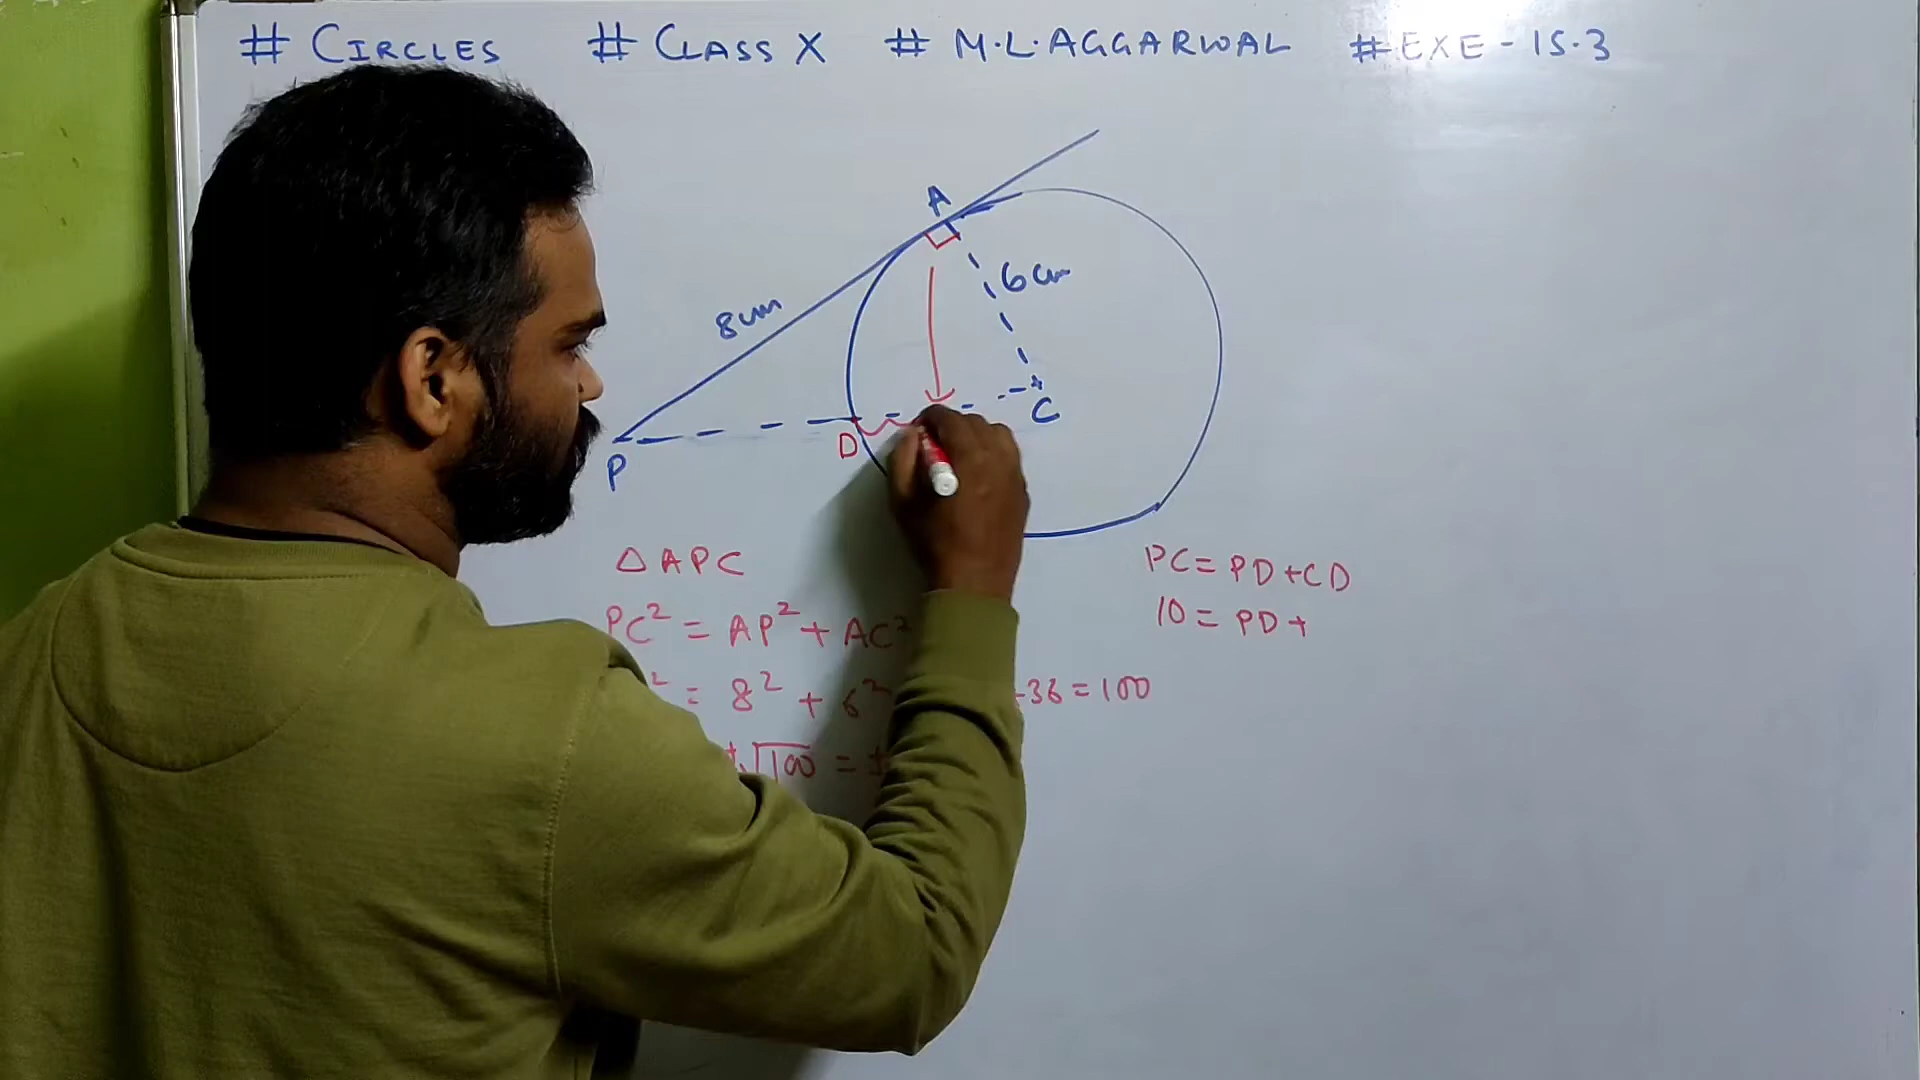 # CIRCLES # CLASS X # M.L.AGGARWAL # EXE - 15.3
A
6 cm
8 cm
C
D
P
△ APC
PC² = AP² + AC²
² = 8² + 6² +36 = 100
±√100 = ±
PC = PD + CD
10 = PD +